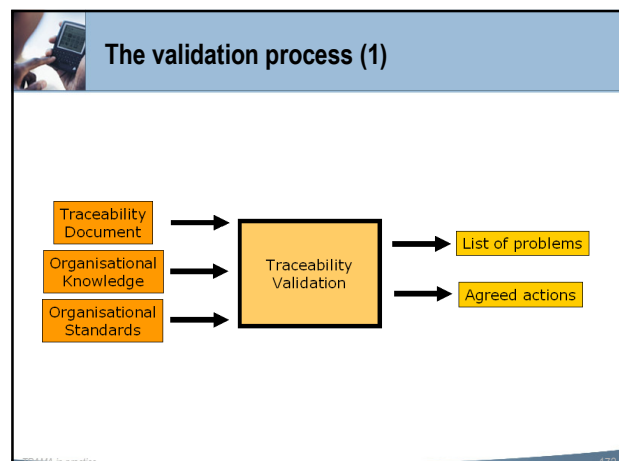 The validation process (1)
Traceability
Document
Organisational
Knowledge
Organisational
Standards
Traceability
Validation
List of problems
Agreed actions